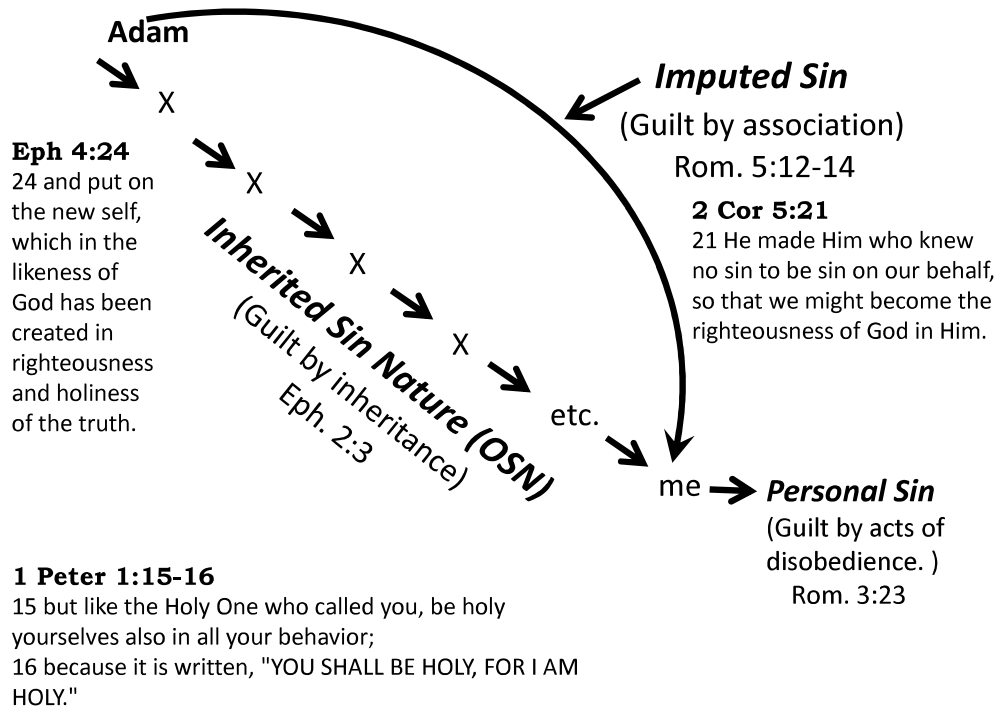 Adam
X
X
X
X
etc.
me
Imputed Sin
(Guilt by association)
Rom. 5:12-14
2 Cor 5:21
21 He made Him who knew
no sin to be sin on our behalf,
so that we might become the
righteousness of God in Him.
Eph 4:24
24 and put on
the new self,
which in the
likeness of
God has been
created in
righteousness
and holiness
of the truth.
Inherited Sin Nature (OSN)
(Guilt by inheritance)
Eph. 2:3
Personal Sin
(Guilt by acts of
disobedience. )
Rom. 3:23
1 Peter 1:15-16
15 but like the Holy One who called you, be holy
yourselves also in all your behavior;
16 because it is written, "YOU SHALL BE HOLY, FOR I AM
HOLY."